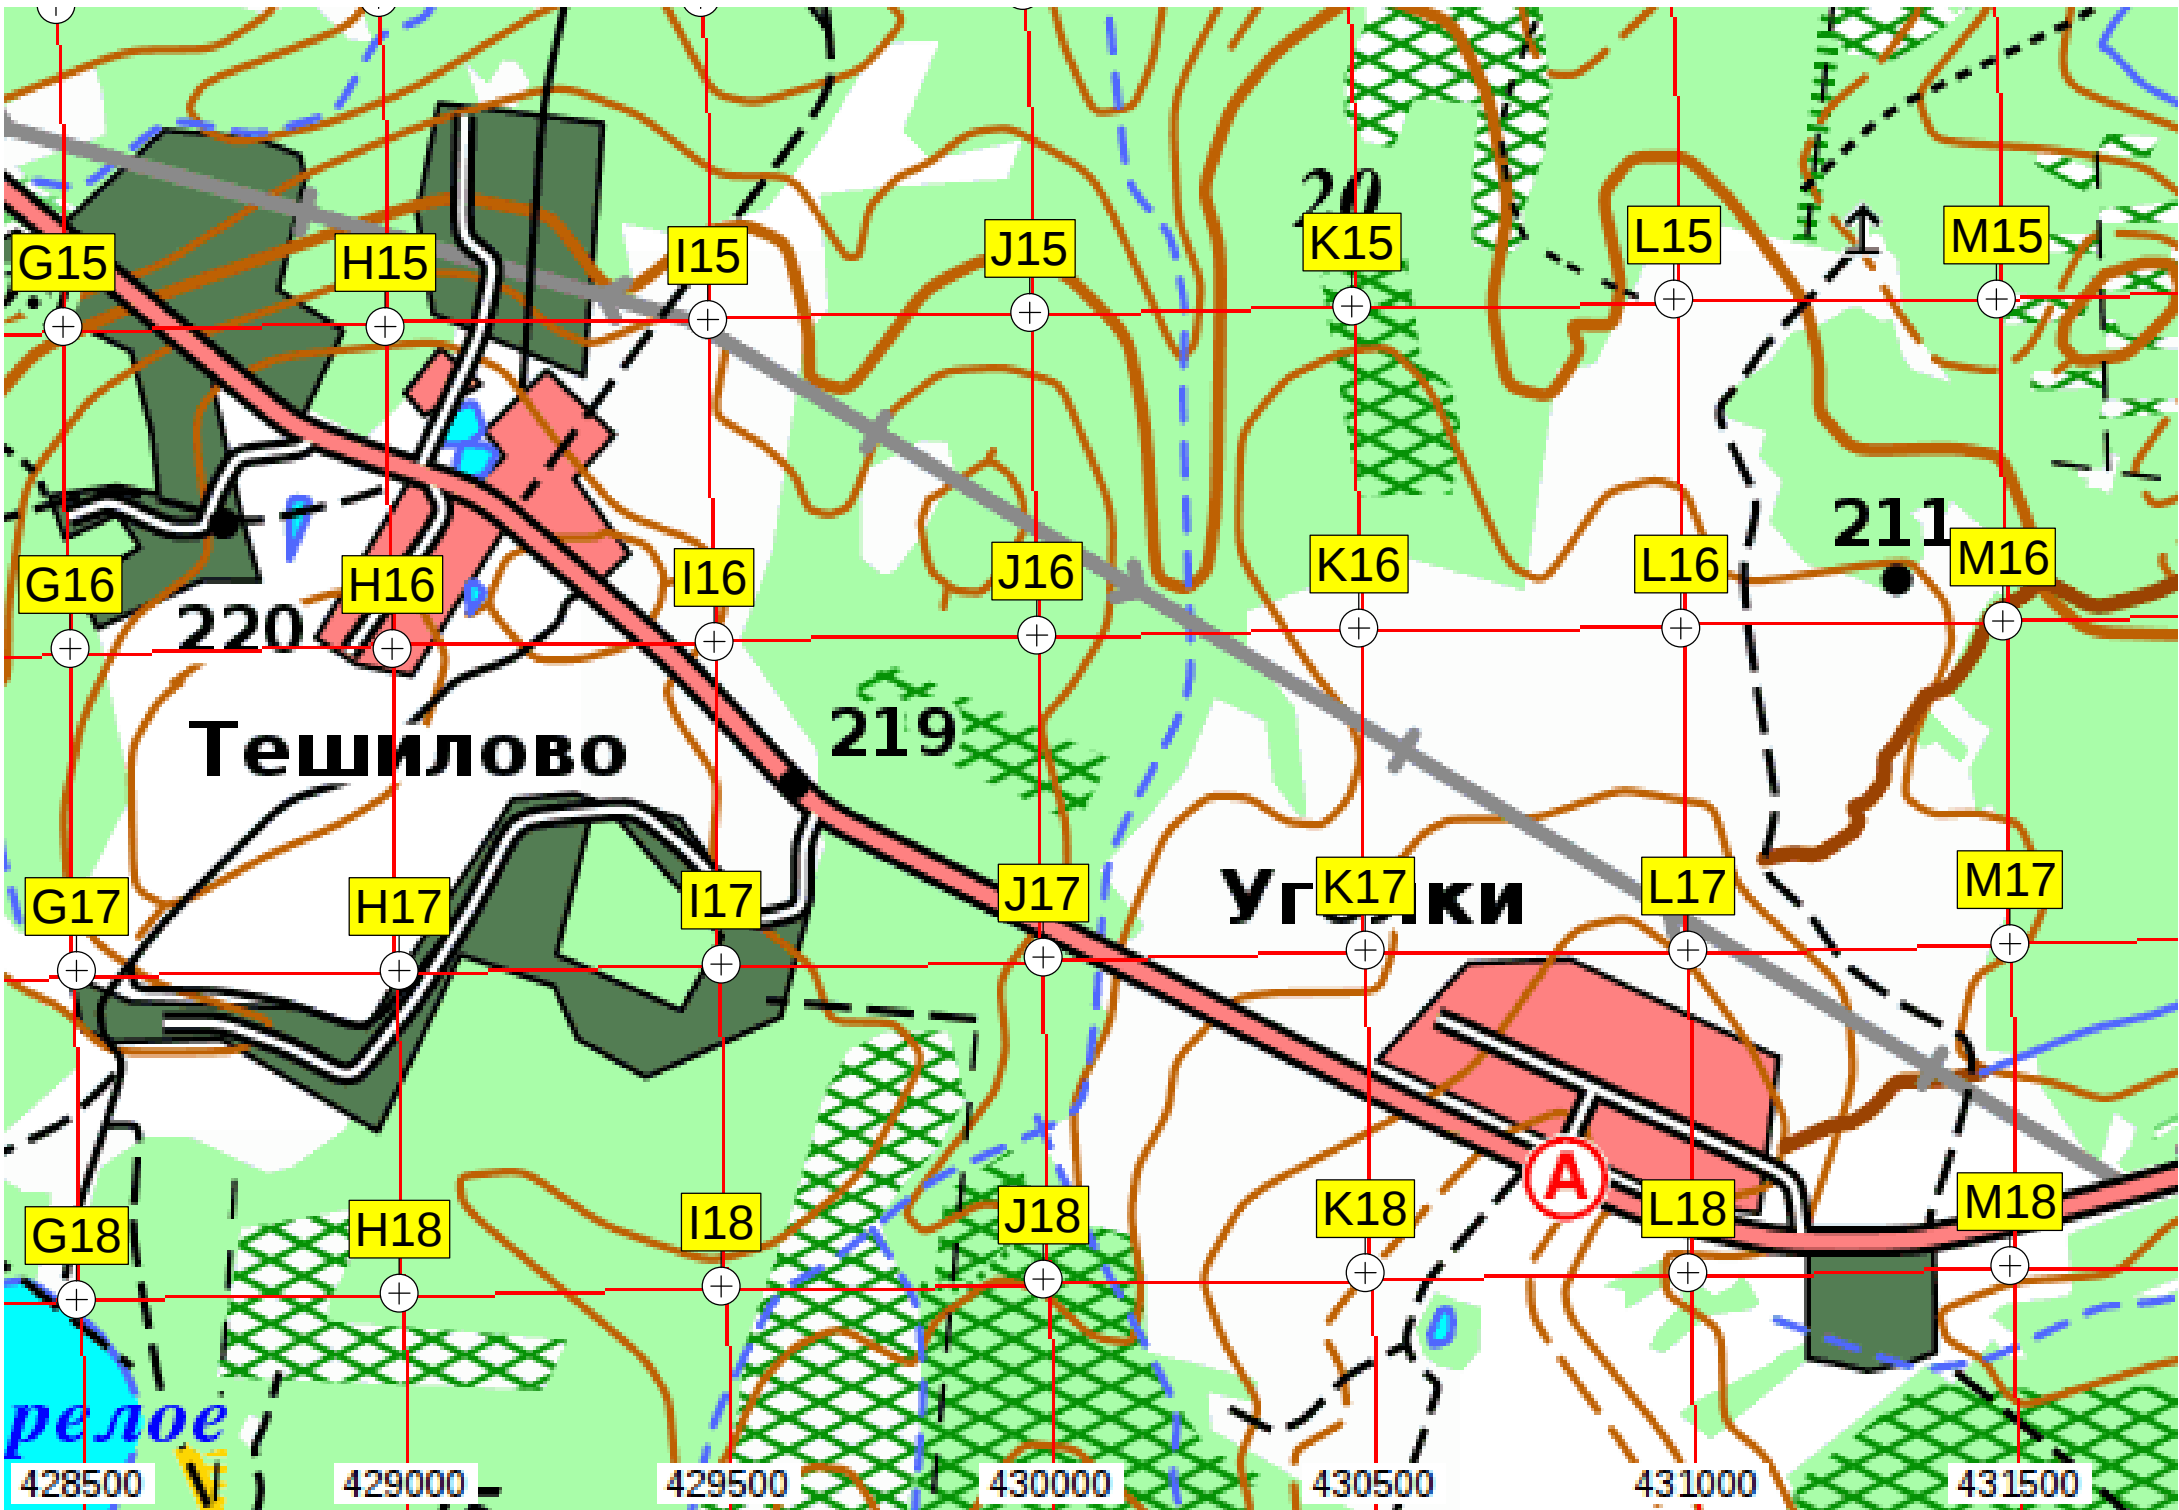 20
G15 H15 I15 J15 K15 L15 M15
211
G16 H16 I16 J16 K16 L16 M16
220
Тешилово
219
G17 H17 I17 J17 K17 L17 M17
A
G18 H18 I18 J18 K18 L18 M18
релое
428500 429000 429500 430000 430500 431000 431500